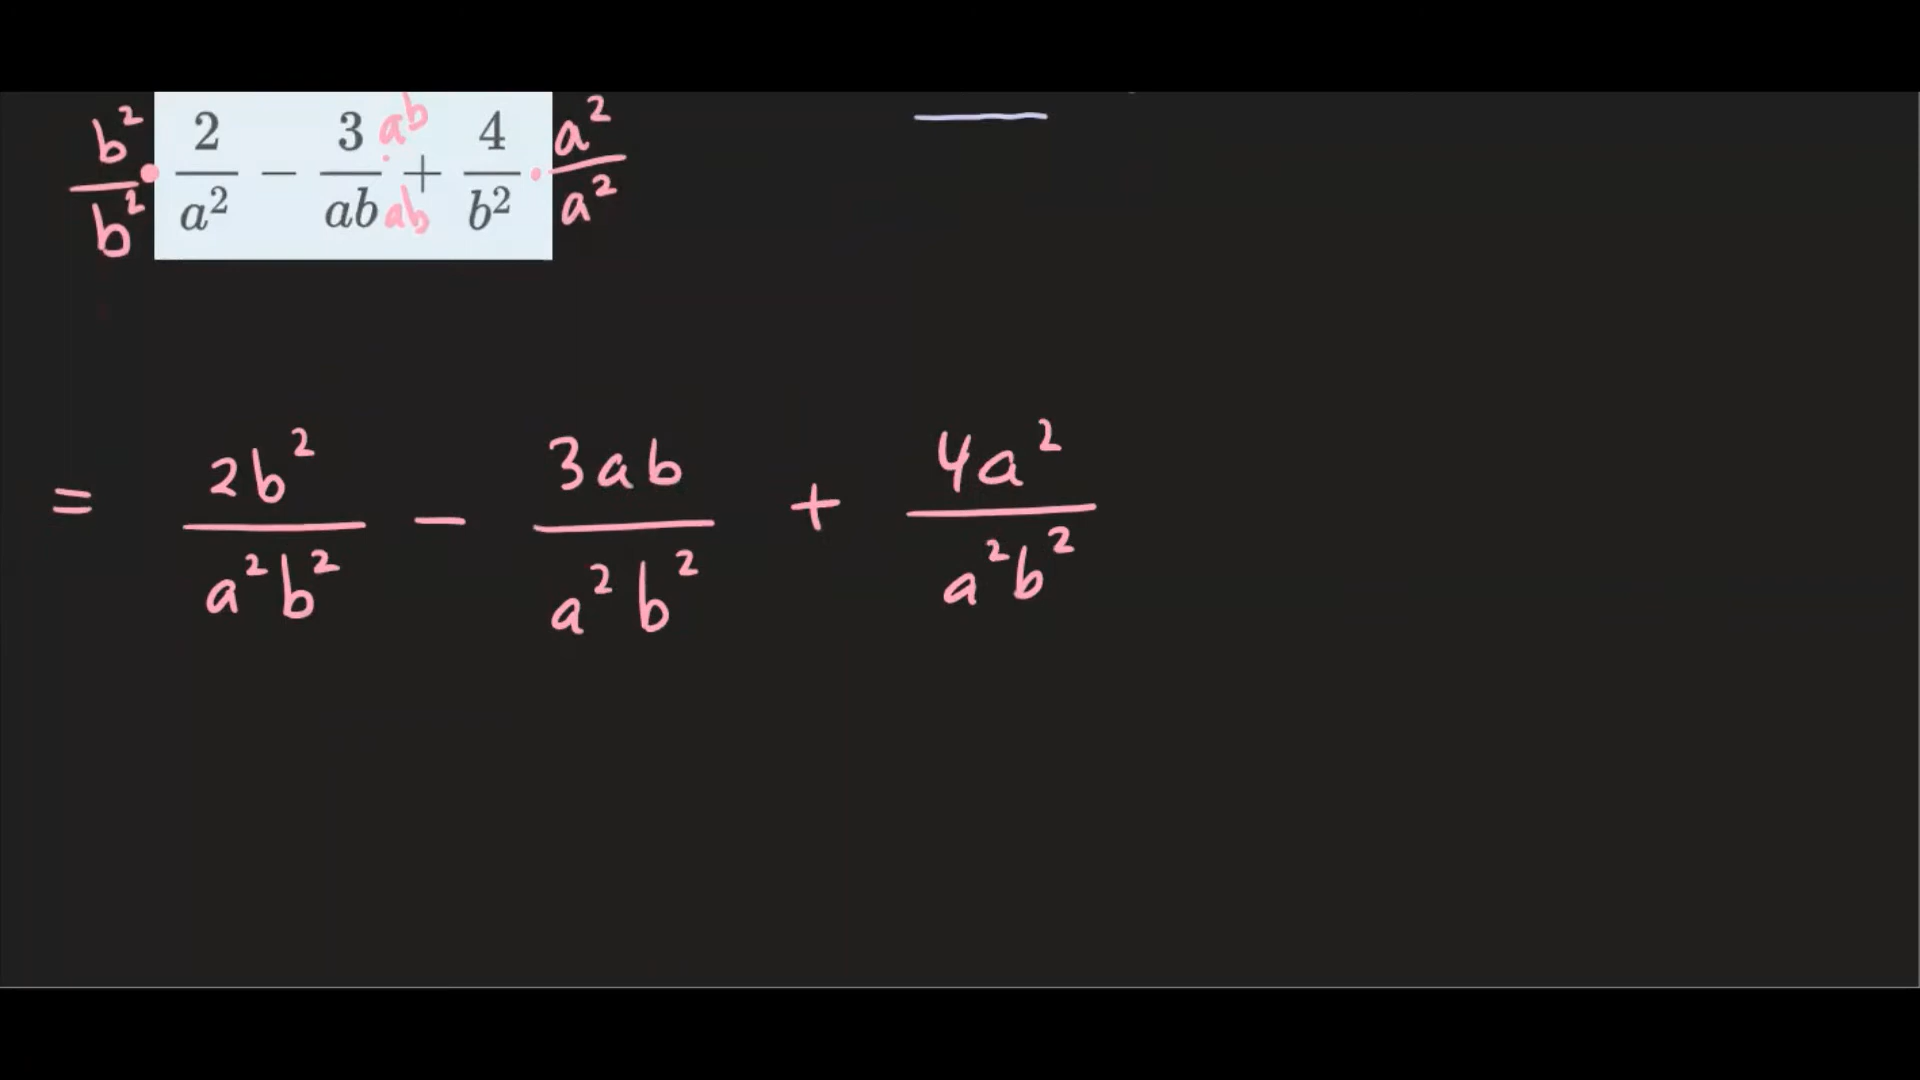 b²/b² · 2/a² − 3/ab · ab/ab + 4/b² · a²/a²
= 2b²/a²b² − 3ab/a²b² + 4a²/a²b²